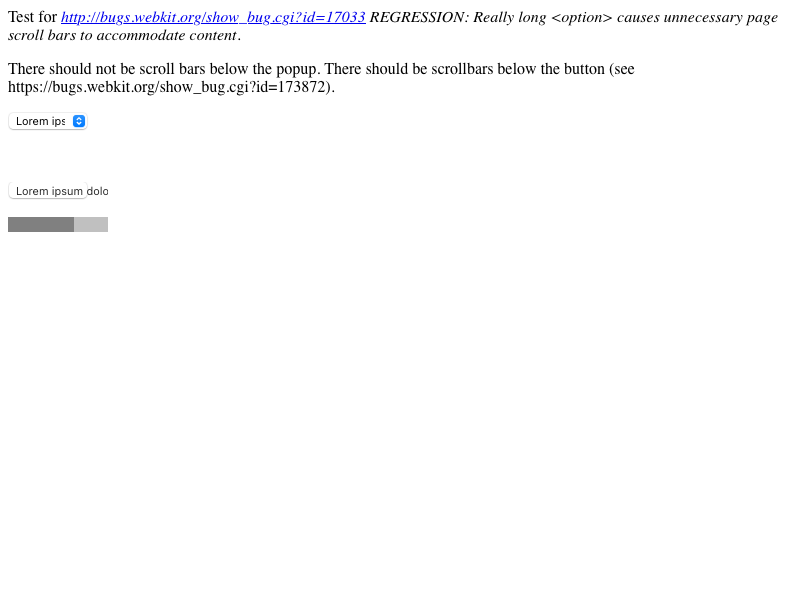 Test for http://bugs.webkit.org/show_bug.cgi?id=17033 REGRESSION: Really long <option> causes unnecessary page
scroll bars to accommodate content.
There should not be scroll bars below the popup. There should be scrollbars below the button (see
https://bugs.webkit.org/show_bug.cgi?id=173872).
Lorem ips
Lorem ipsum dolo